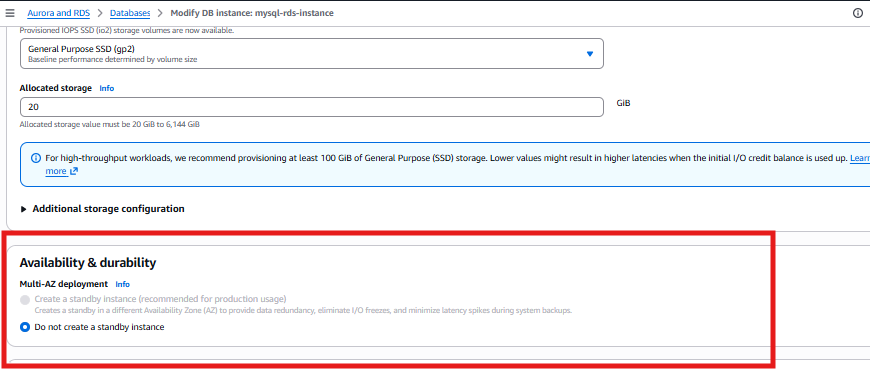 Aurora and RDS > Databases > Modify DB instance: mysql-rds-instance
Provisioned IOPS SSD (io2) storage volumes are now available.
General Purpose SSD (gp2)
Baseline performance determined by volume size
Allocated storage Info
20 GiB
Allocated storage value must be 20 GiB to 6,144 GiB
For high-throughput workloads, we recommend provisioning at least 100 GiB of General Purpose (SSD) storage. Lower values might result in higher latencies when the initial I/O credit balance is used up. Learn
more
Additional storage configuration
Availability & durability
Multi-AZ deployment Info
Create a standby instance (recommended for production usage)
Creates a standby in a different Availability Zone (AZ) to provide data redundancy, eliminate I/O freezes, and minimize latency spikes during system backups.
Do not create a standby instance